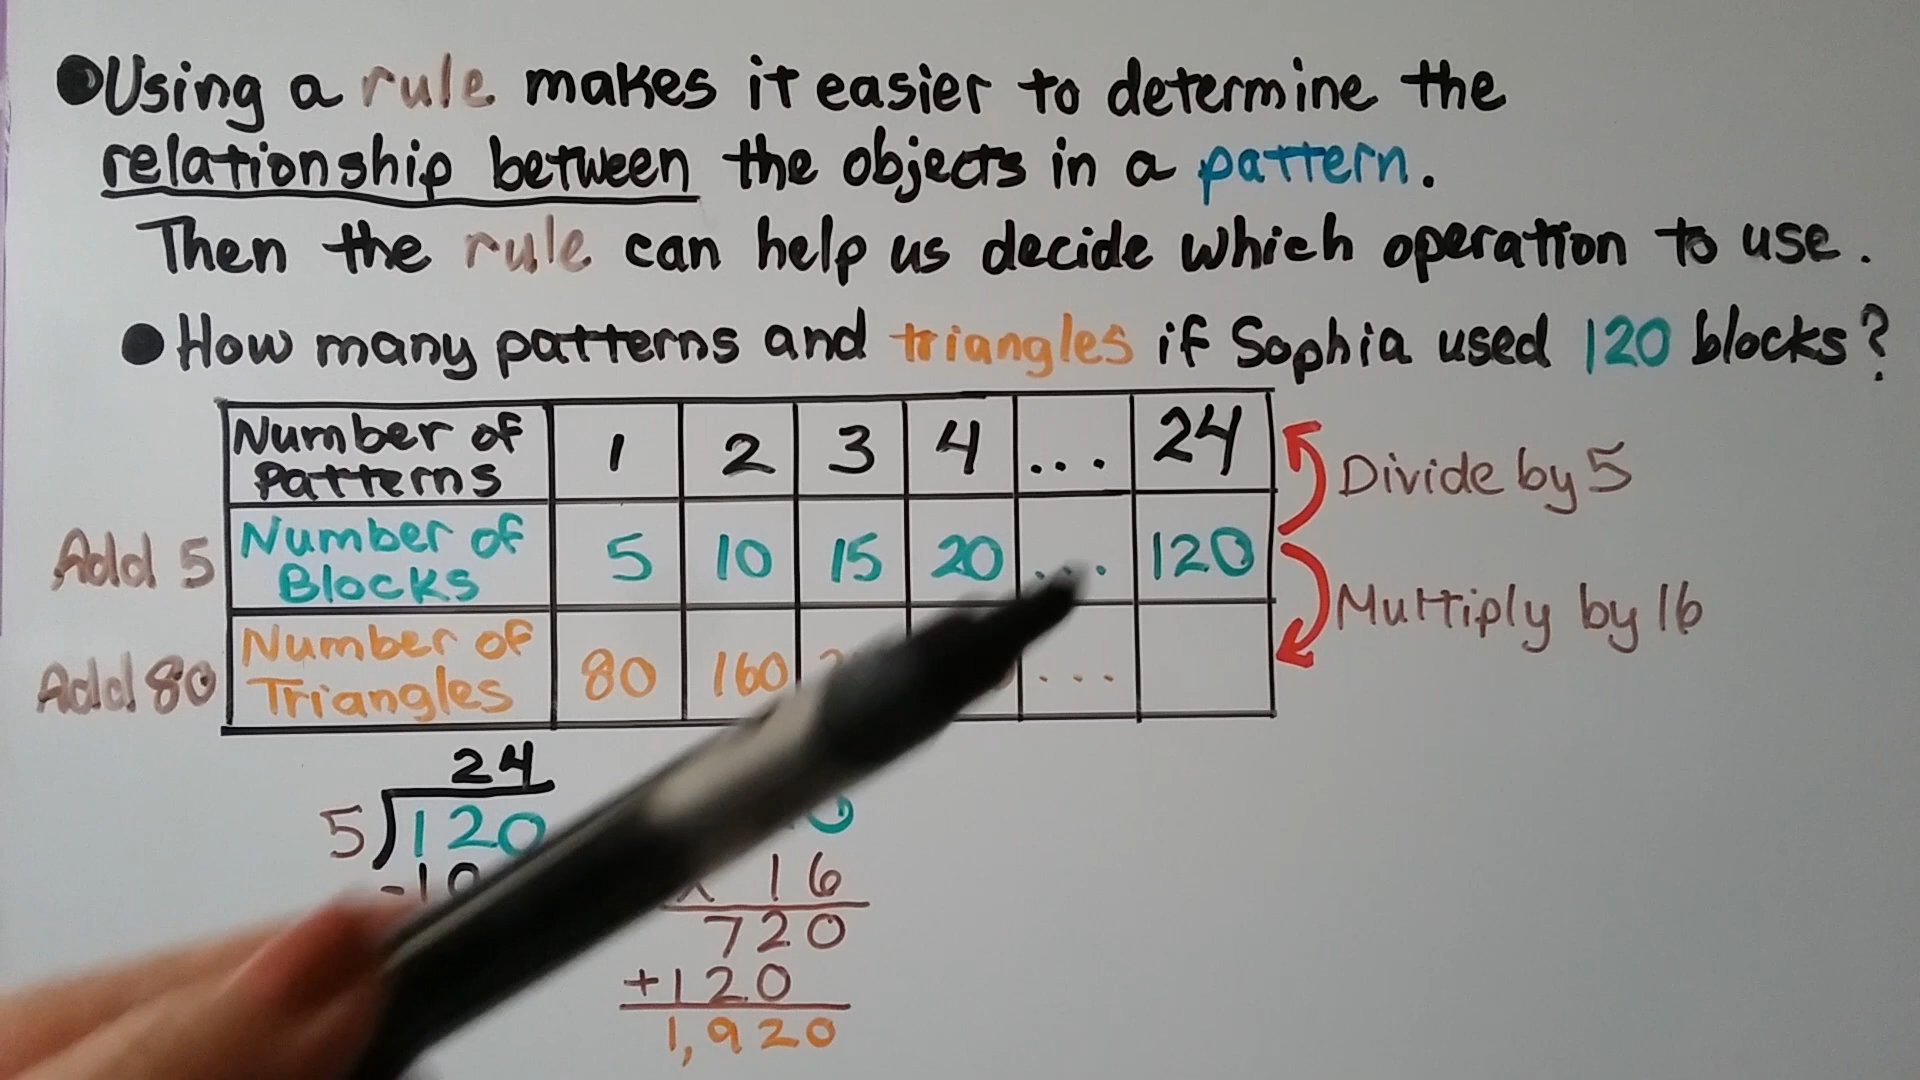 Using a rule makes it easier to determine the
relationship between the objects in a pattern.
Then the rule can help us decide which operation to use.
How many patterns and triangles if Sophia used 120 blocks?
Number of Patterns 1 2 3 4 ... 24
Divide by 5
Add 5 Number of Blocks 5 10 15 20 ... 120
Multiply by 16
Add 80 Number of Triangles 80 160 ...
24
5)120
-10
x 16
720
+120
1,920